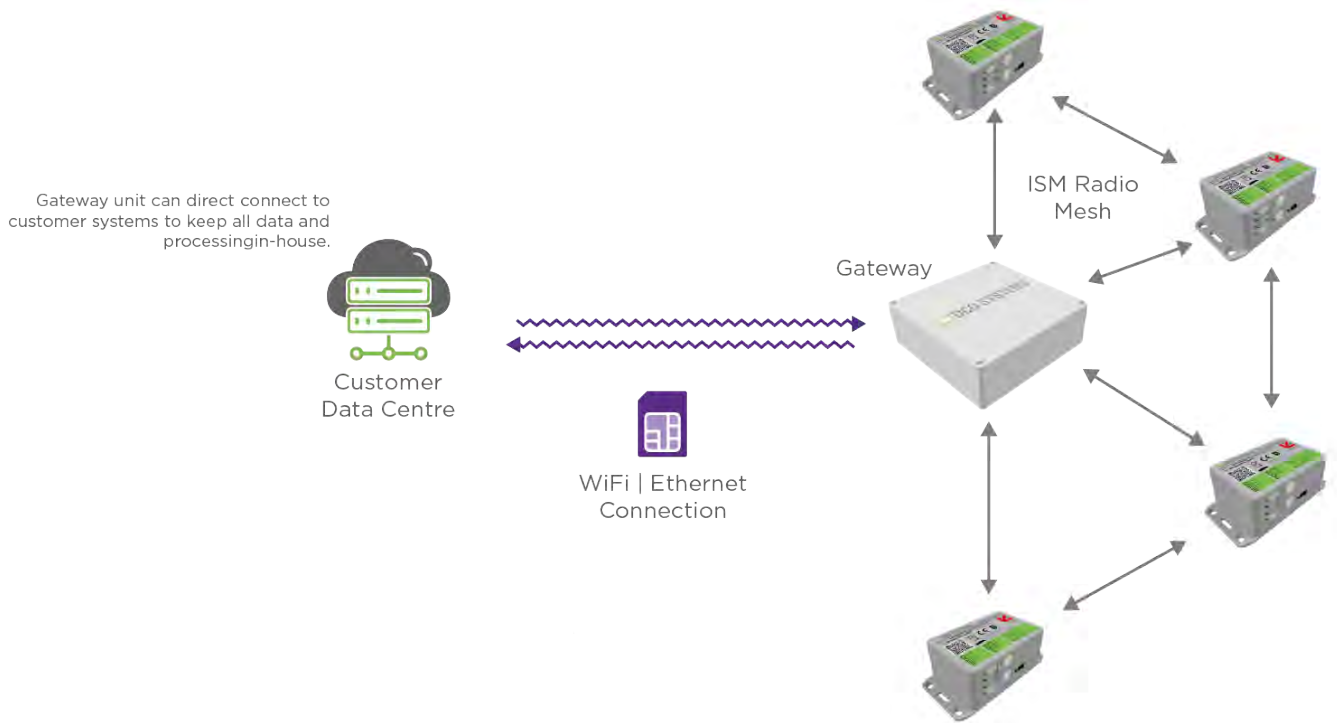 Gateway unit can direct connect to
customer systems to keep all data and
processingin-house.
Customer
Data Centre
WiFi | Ethernet
Connection
Gateway
ISM Radio
Mesh
SYSTEMS